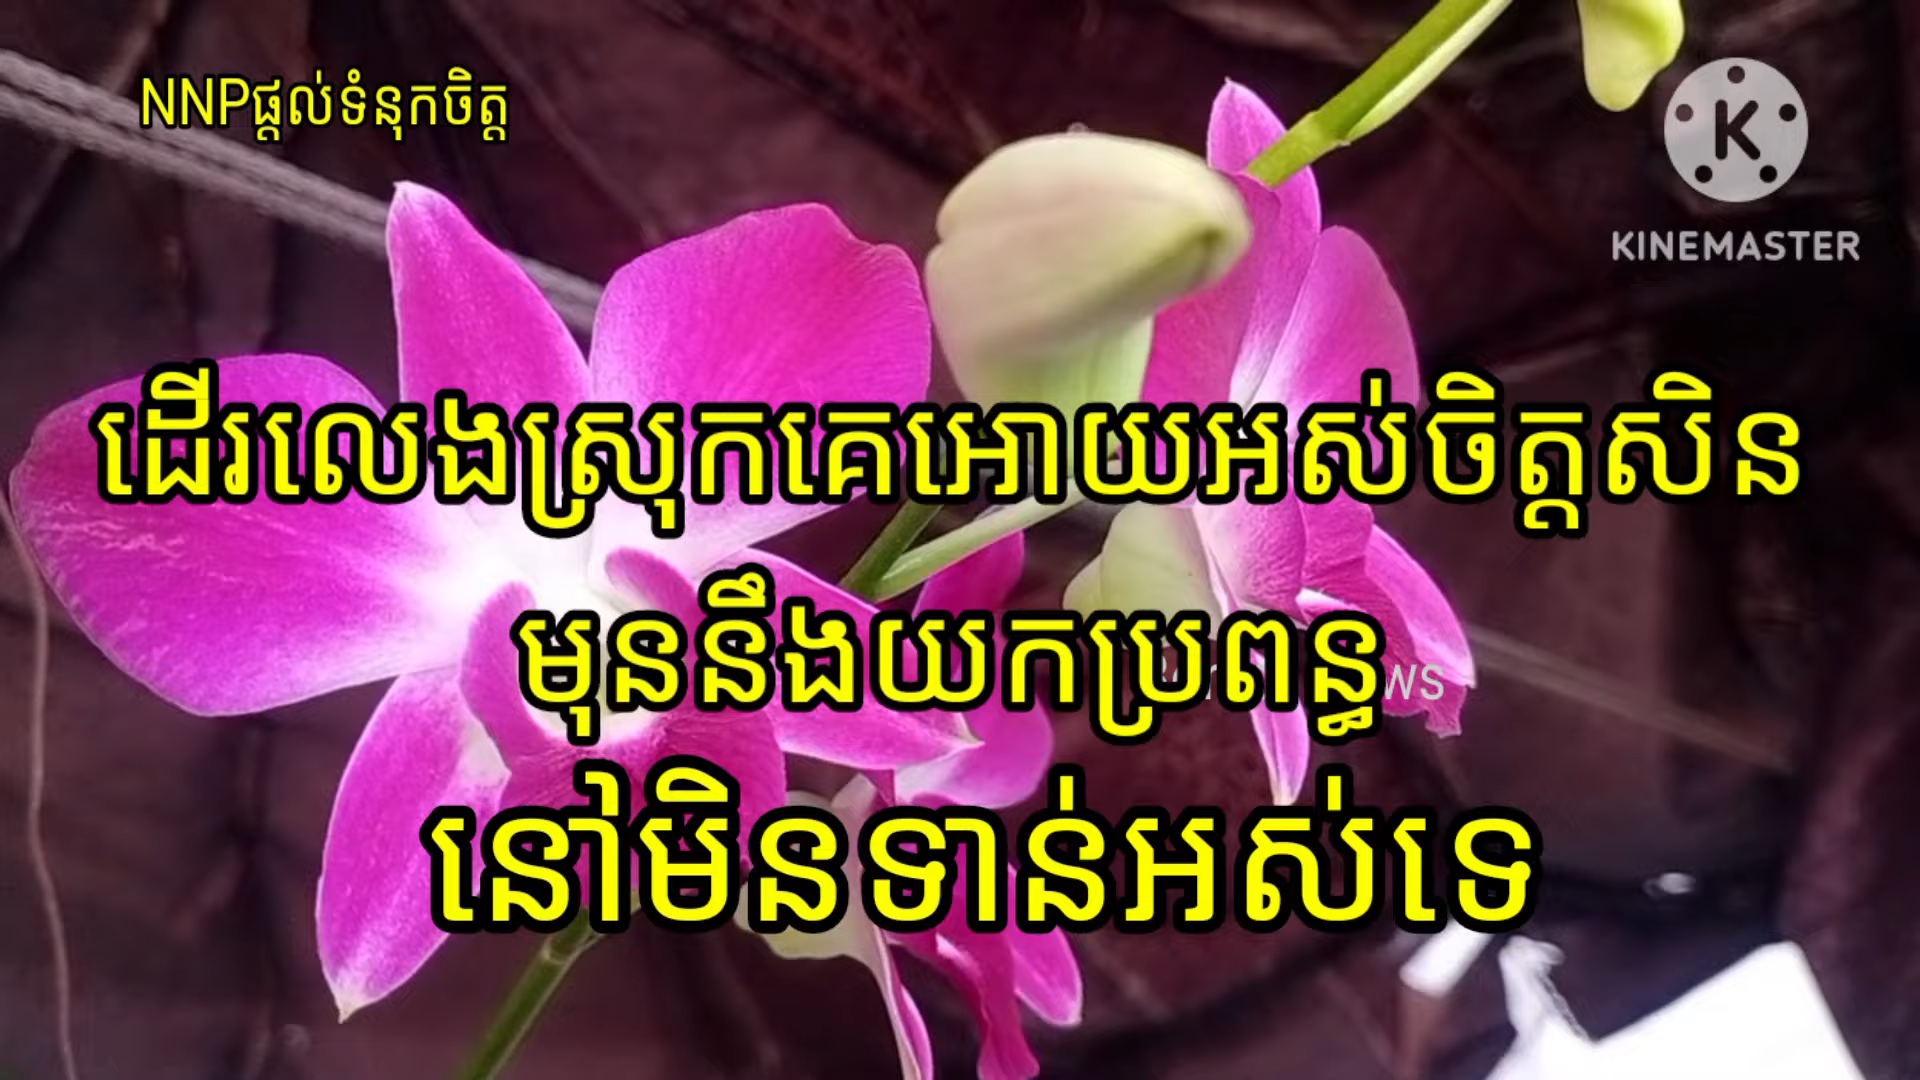 NNPផ្ដល់ទំនុកចិត្ត
K
KINEMASTER
ដើរលេងស្រុកគេអោយអស់ចិត្តសិន
មុននឹងយកប្រពន្ធ
នៅមិនទាន់អស់ទេ